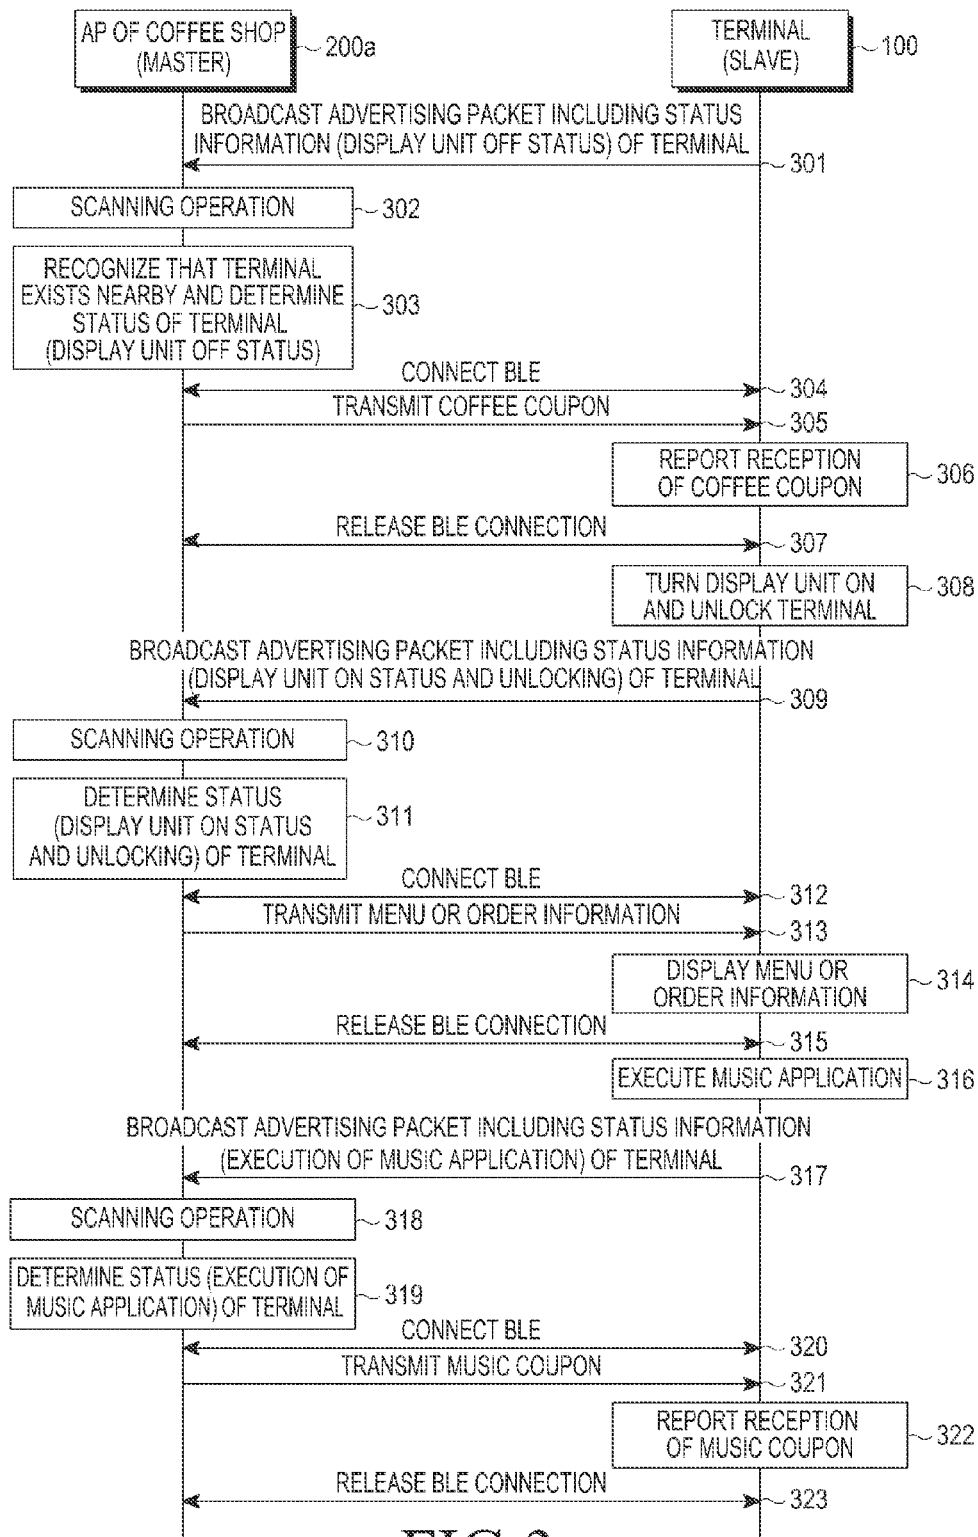 AP OF COFFEE SHOP
(MASTER)
200a
TERMINAL
(SLAVE)
100
BROADCAST ADVERTISING PACKET INCLUDING STATUS
INFORMATION (DISPLAY UNIT OFF STATUS) OF TERMINAL
301
SCANNING OPERATION
302
RECOGNIZE THAT TERMINAL
EXISTS NEARBY AND DETERMINE
STATUS OF TERMINAL
(DISPLAY UNIT OFF STATUS)
303
CONNECT BLE
304
TRANSMIT COFFEE COUPON
305
REPORT RECEPTION
OF COFFEE COUPON
306
RELEASE BLE CONNECTION
307
TURN DISPLAY UNIT ON
AND UNLOCK TERMINAL
308
BROADCAST ADVERTISING PACKET INCLUDING STATUS INFORMATION
(DISPLAY UNIT ON STATUS AND UNLOCKING) OF TERMINAL
309
SCANNING OPERATION
310
DETERMINE STATUS
(DISPLAY UNIT ON STATUS
AND UNLOCKING) OF TERMINAL
311
CONNECT BLE
312
TRANSMIT MENU OR ORDER INFORMATION
313
DISPLAY MENU OR
ORDER INFORMATION
314
RELEASE BLE CONNECTION
315
EXECUTE MUSIC APPLICATION
316
BROADCAST ADVERTISING PACKET INCLUDING STATUS INFORMATION
(EXECUTION OF MUSIC APPLICATION) OF TERMINAL
317
SCANNING OPERATION
318
DETERMINE STATUS (EXECUTION OF
MUSIC APPLICATION) OF TERMINAL
319
CONNECT BLE
320
TRANSMIT MUSIC COUPON
321
REPORT RECEPTION
OF MUSIC COUPON
322
RELEASE BLE CONNECTION
323